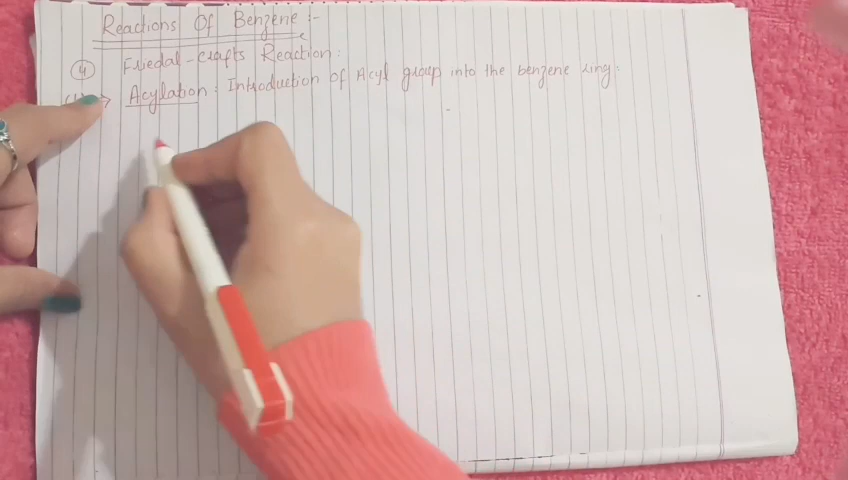 Reactions Of Benzene :-
④ Friedal-crafts Reaction :
→ Acylation : Introduction of Acyl group into the benzene ring :